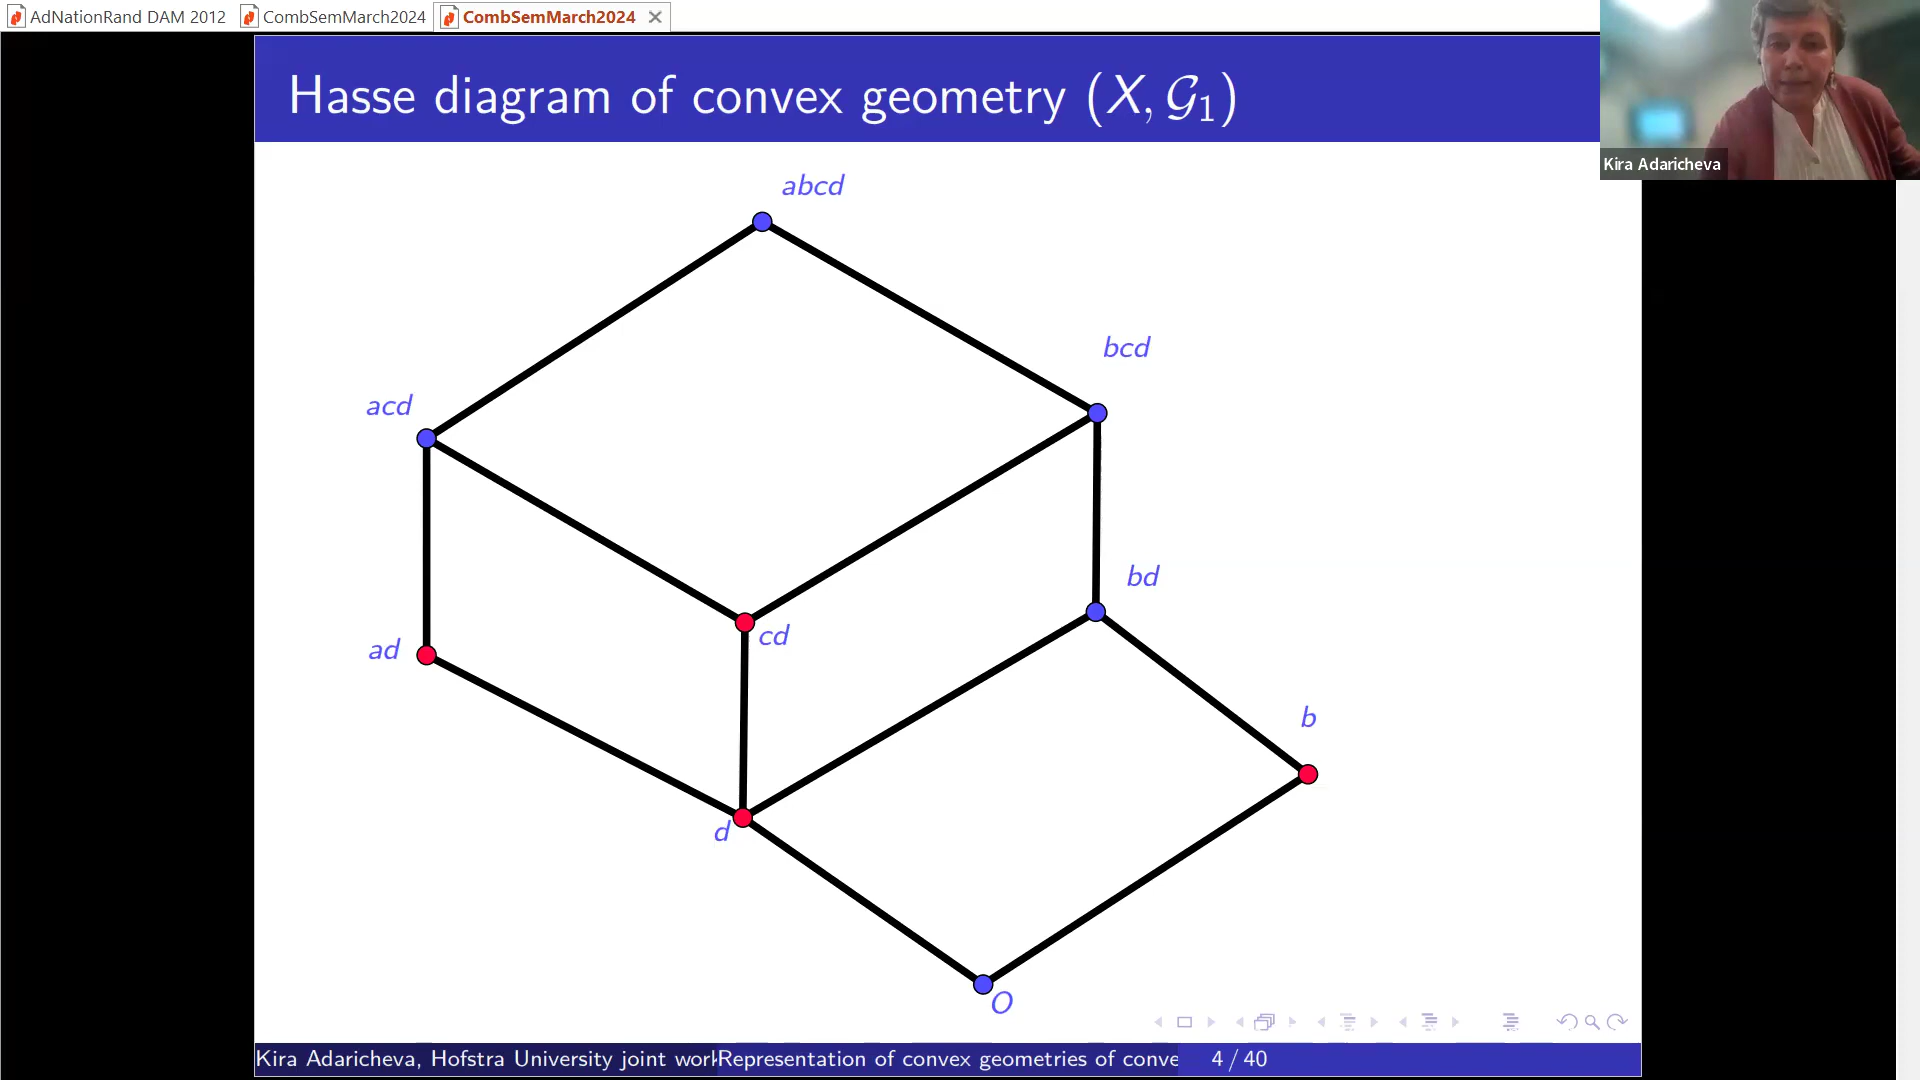 AdNationRand DAM 2012 CombSemMarch2024 CombSemMarch2024
Hasse diagram of convex geometry (X, 𝒢₁)
Kira Adaricheva
abcd
bcd
acd
bd
cd
ad
b
d
O
Kira Adaricheva, Hofstra University joint work Representation of convex geometries of conve 4 / 40